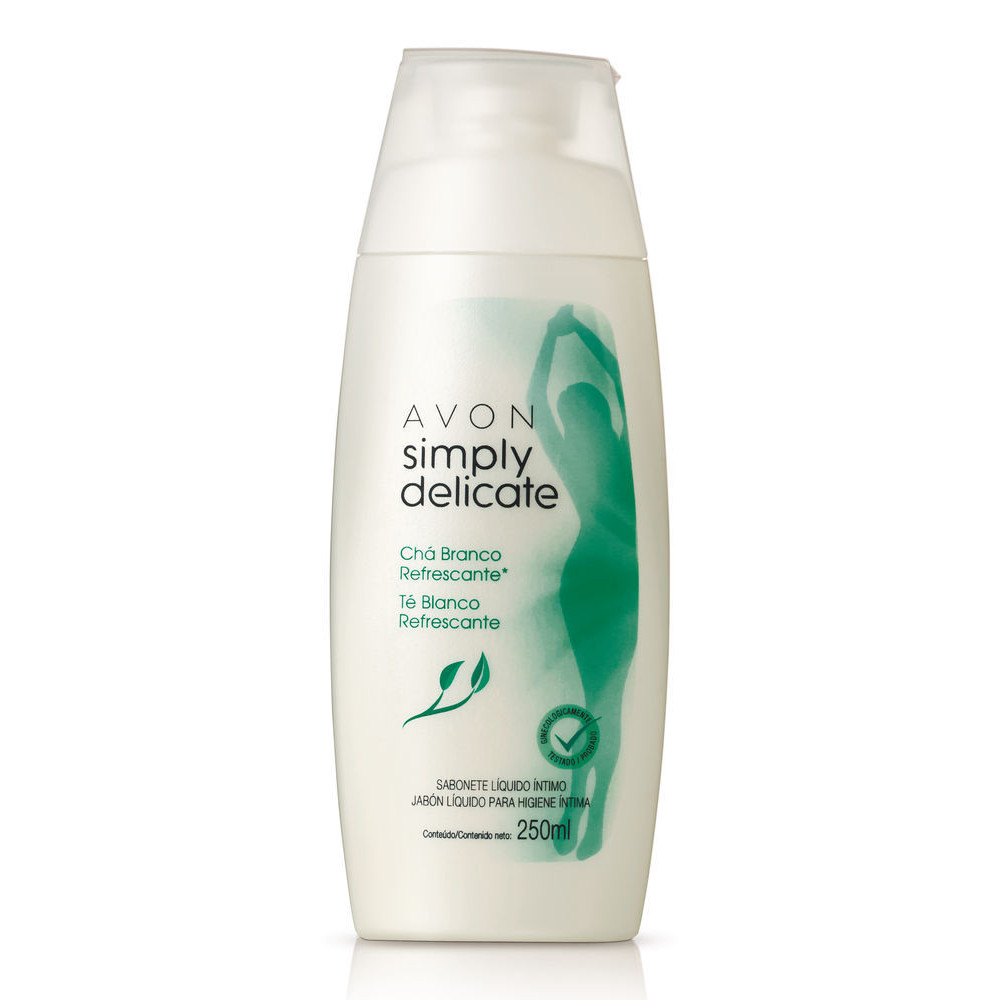 AVON
simply
delicate
Chá Branco
Refrescante*
Té Blanco
Refrescante
GINECOLOGICAMENTE
TESTADO / PROBADO
SABONETE LÍQUIDO ÍNTIMO
JABÓN LÍQUIDO PARA HIGIENE ÍNTIMA
Conteúdo/Contenido neto: 250ml